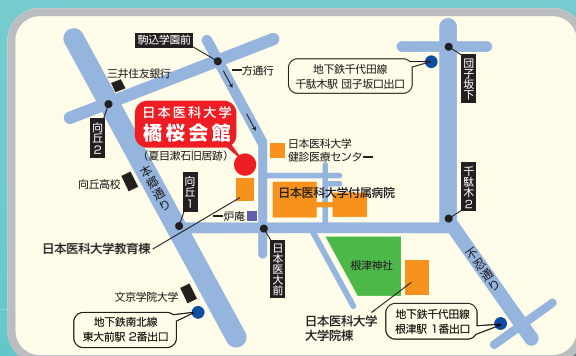 駒込学園前
三井住友銀行
一方通行
地下鉄千代田線
千駄木駅 団子坂口出口
団子坂下
日本医科大学
橘桜会館
(夏目漱石旧居跡)
日本医科大学
健診医療センター
向丘2
向丘高校
本郷通り
向丘1
日本医科大学付属病院
千駄木2
一炉庵
日本医科大学教育棟
日本医大前
根津神社
不忍通り
文京学院大学
日本医科大学
大学院棟
地下鉄南北線
東大前駅 2番出口
地下鉄千代田線
根津駅 1番出口